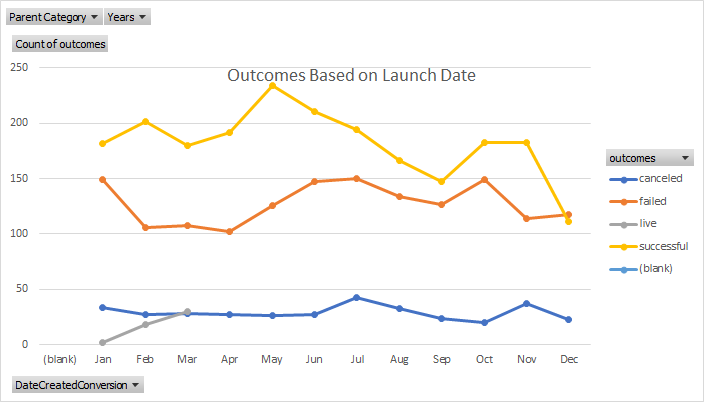 Parent Category Years
Count of outcomes
Outcomes Based on Launch Date
250
200
150
100
50
0
(blank) Jan Feb Mar Apr May Jun Jul Aug Sep Oct Nov Dec
outcomes
canceled
failed
live
successful
(blank)
DateCreatedConversion